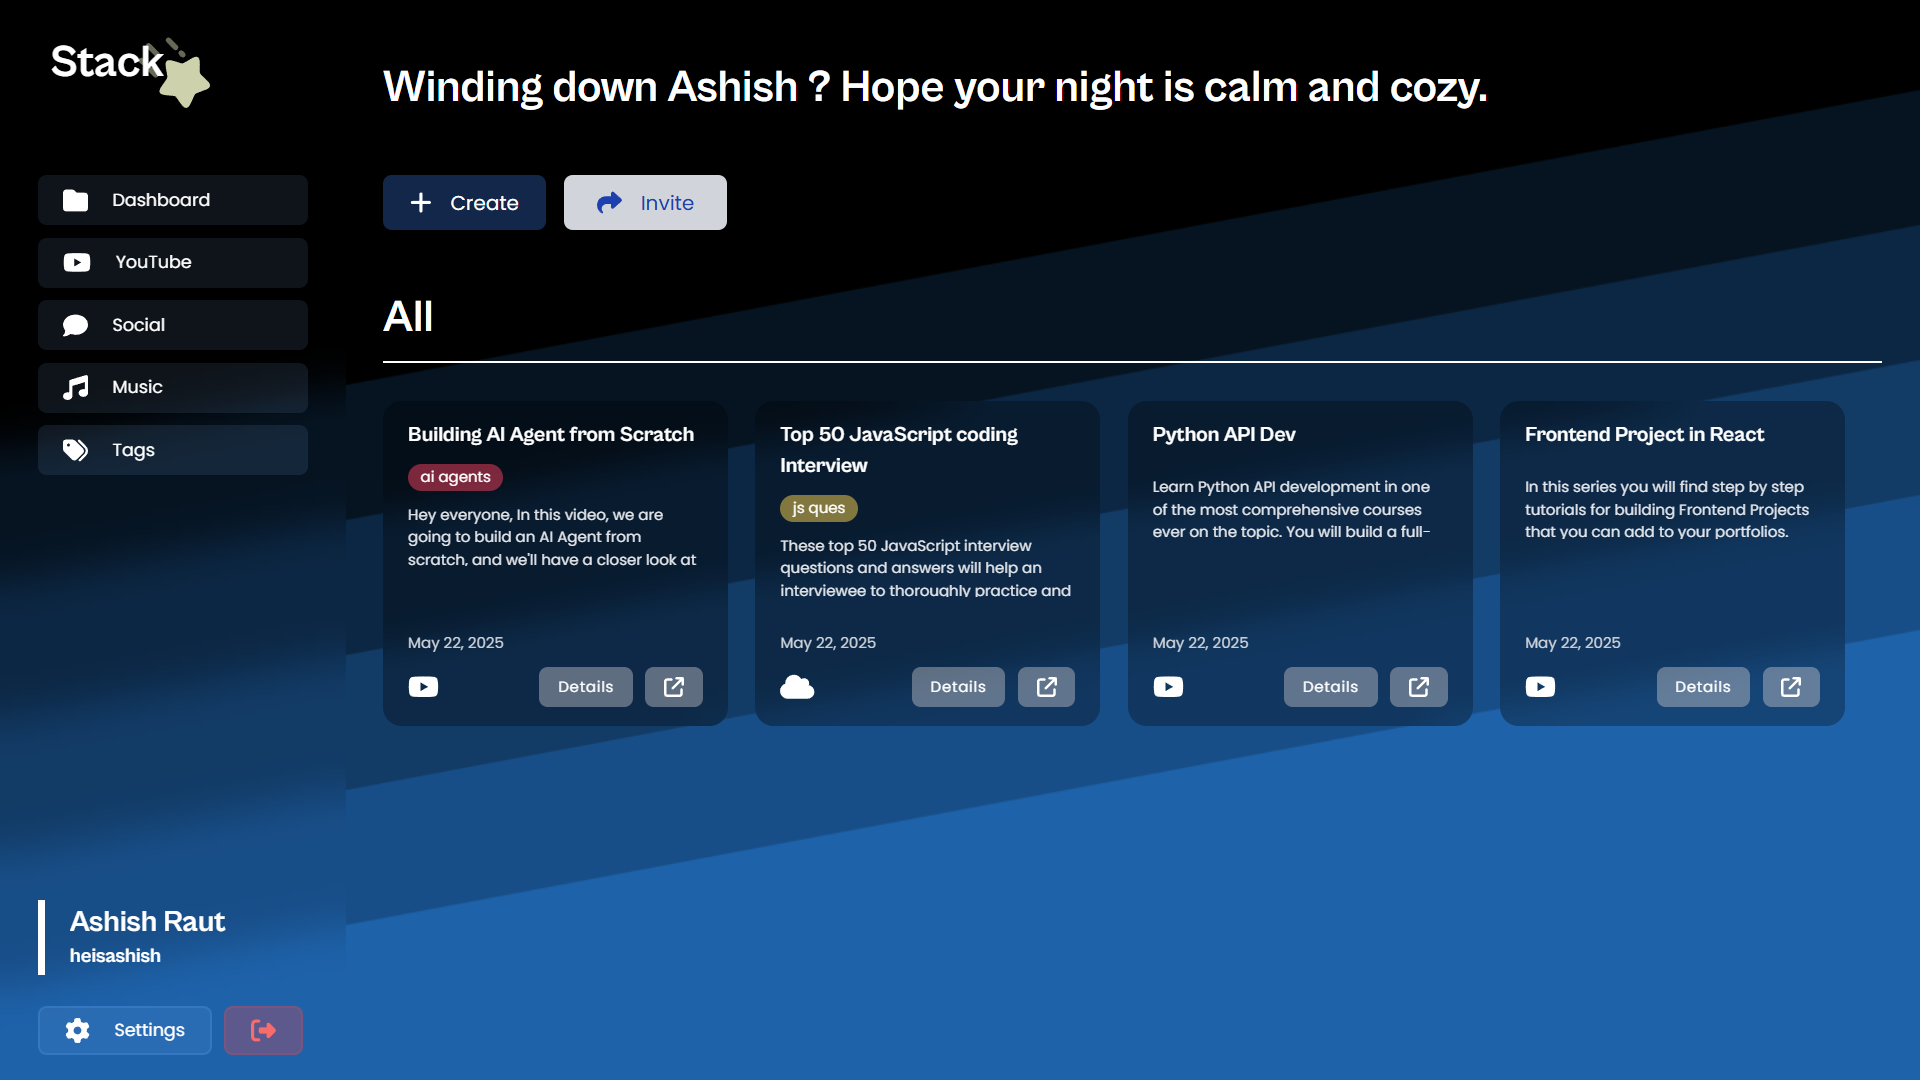 Stack
Dashboard
YouTube
Social
Music
Tags
Ashish Raut
heisashish
Settings
Winding down Ashish ? Hope your night is calm and cozy.
Create
Invite
All
Building AI Agent from Scratch
ai agents
Hey everyone, In this video, we are
going to build an AI Agent from
scratch, and we'll have a closer look at
May 22, 2025
Details
Top 50 JavaScript coding
Interview
js ques
These top 50 JavaScript interview
questions and answers will help an
interviewee to thoroughly practice and
May 22, 2025
Details
Python API Dev
Learn Python API development in one
of the most comprehensive courses
ever on the topic. You will build a full-
May 22, 2025
Details
Frontend Project in React
In this series you will find step by step
tutorials for building Frontend Projects
that you can add to your portfolios.
May 22, 2025
Details